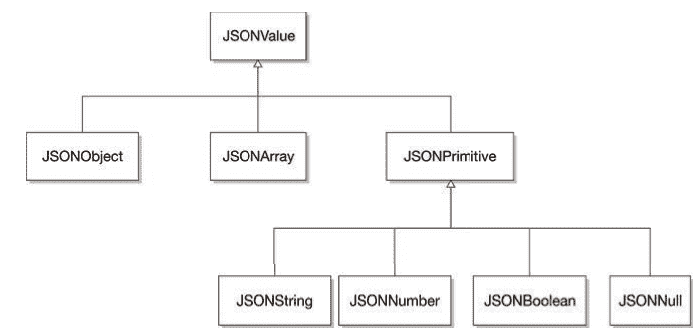 JSONValue
JSONObject
JSONArray
JSONPrimitive
JSONString
JSONNumber
JSONBoolean
JSONNull